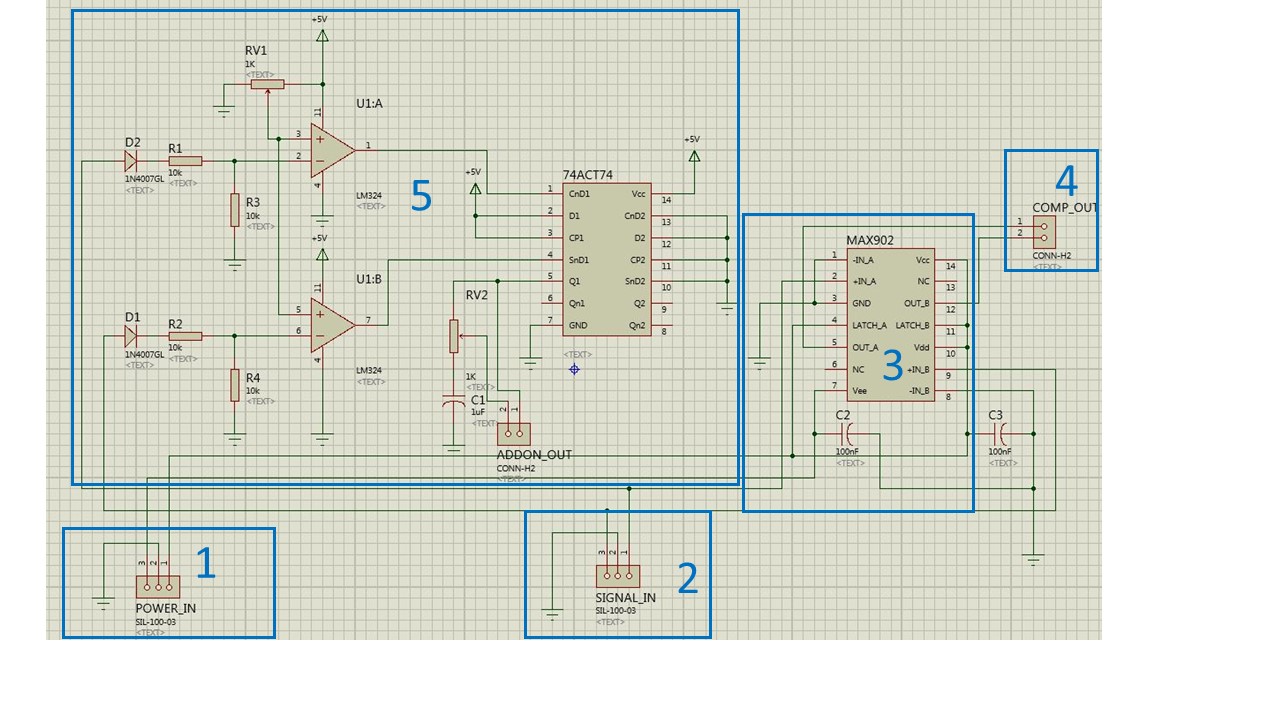 +5V
RV1
1K
<TEXT>
U1:A
11
3
2
1
4
LM324
<TEXT>
D2
1N4007GL
<TEXT>
R1
10k
<TEXT>
R3
10k
<TEXT>
+5V
U1:B
11
5
6
7
4
LM324
<TEXT>
D1
1N4007GL
<TEXT>
R2
10k
<TEXT>
R4
10k
<TEXT>
5
+5V
+5V
74ACT74
1 CnD1 Vcc 14
2 D1 CnD2 13
3 CP1 D2 12
4 SnD1 CP2 11
5 Q1 SnD2 10
6 Qn1 Q2 9
7 GND Qn2 8
<TEXT>
RV2
1K
<TEXT>
C1
1uF
<TEXT>
2 1
ADDON_OUT
CONN-H2
<TEXT>
MAX902
1 -IN_A Vcc 14
2 +IN_A NC 13
3 GND OUT_B 12
4 LATCH_A LATCH_B 11
5 OUT_A Vdd 10
6 NC +IN_B 9
7 Vee -IN_B 8
3
C2
100nF
<TEXT>
C3
100nF
<TEXT>
4
COMP_OUT
1
2
CONN-H2
<TEXT>
1
3 2 1
POWER_IN
SIL-100-03
<TEXT>
2
3 2 1
SIGNAL_IN
SIL-100-03
<TEXT>